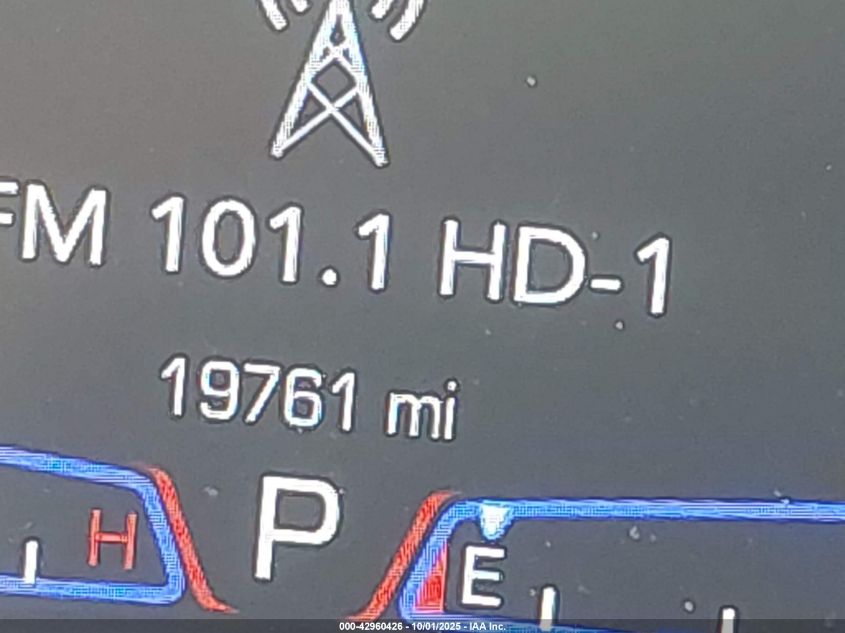 FM 101.1 HD-1
19761 mi
P
H
E
000-42960426 - 10/01/2025 - IAA Inc.